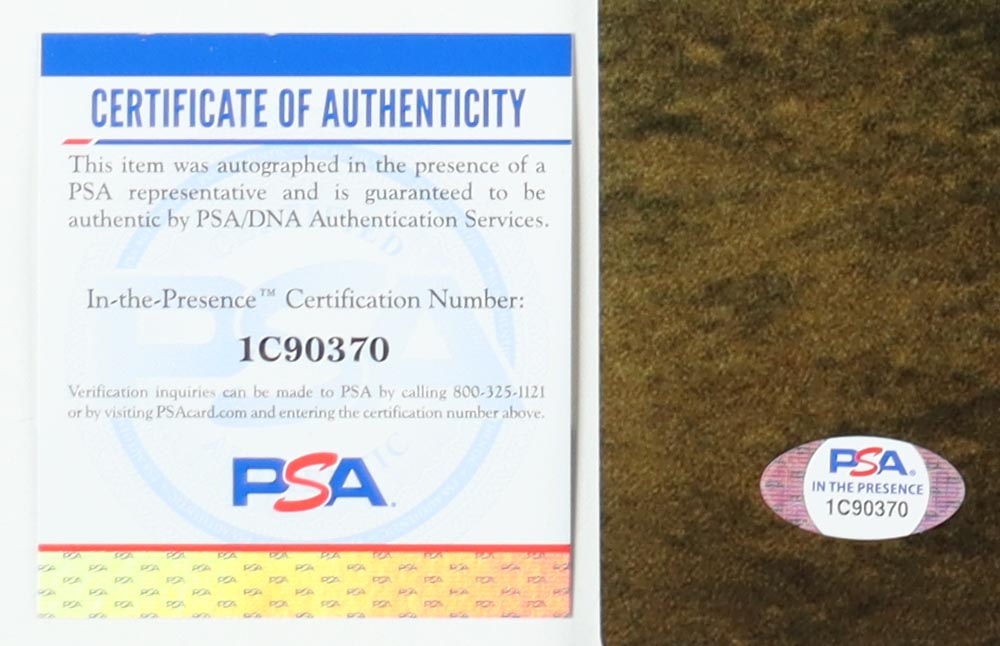 CERTIFICATE OF AUTHENTICITY
This item was autographed in the presence of a
PSA representative and is guaranteed to be
authentic by PSA/DNA Authentication Services.
In-the-Presence™ Certification Number:
1C90370
Verification inquiries can be made to PSA by calling 800-325-1121
or by visiting PSAcard.com and entering the certification number above.
PSA®
PSA®
IN THE PRESENCE
1C90370